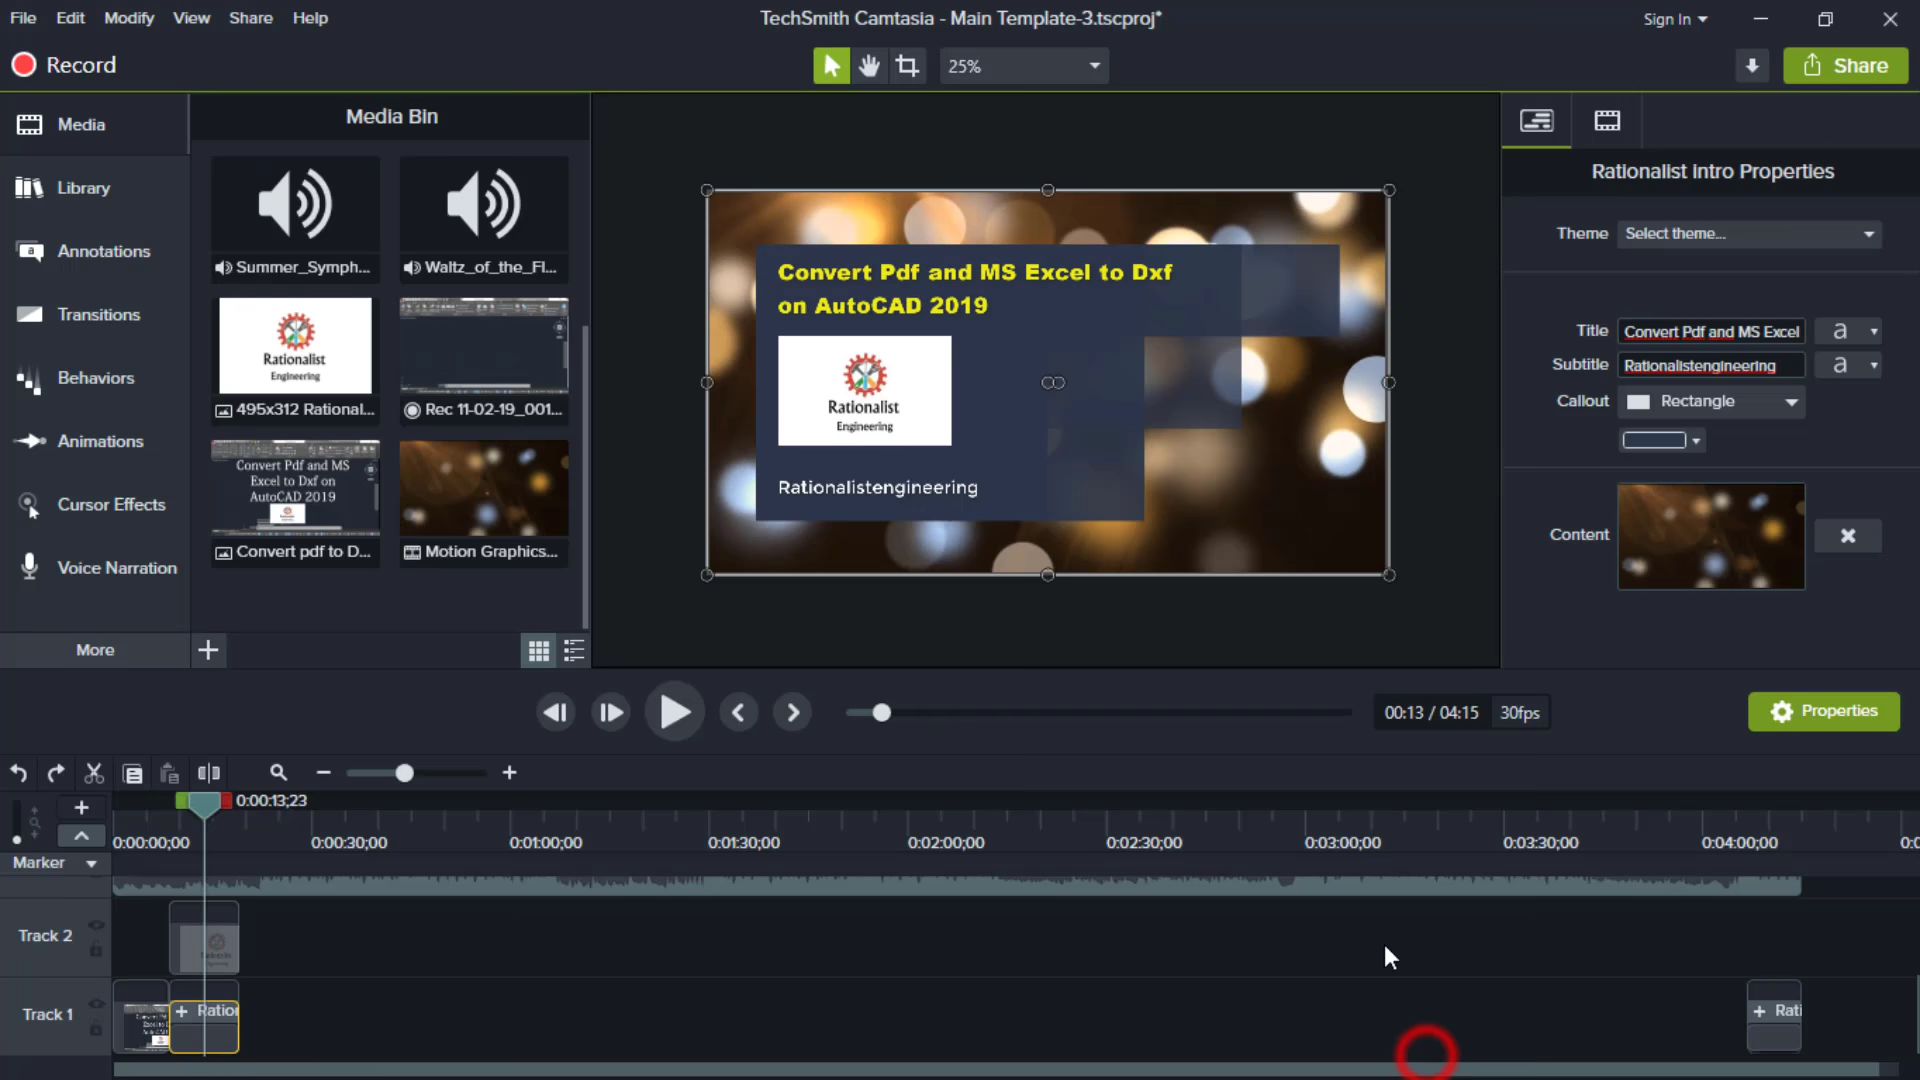 File Edit Modify View Share Help
TechSmith Camtasia - Main Template-3.tscproj*
Sign In
Record
25%
Share
Media
Library
Annotations
Transitions
Behaviors
Animations
Cursor Effects
Voice Narration
More
Media Bin
Summer_Symph...
Waltz_of_the_Fl...
Rationalist
Engineering
495x312 Rational...
Rec 11-02-19_001...
Convert Pdf and MS
Excel to Dxf on
AutoCAD 2019
Convert pdf to D...
Motion Graphics...
Convert Pdf and MS Excel to Dxf
on AutoCAD 2019
Rationalist
Engineering
Rationalistengineering
Rationalist Intro Properties
Theme Select theme...
Title Convert Pdf and MS Excel a
Subtitle Rationalistengineering a
Callout Rectangle
Content
00:13 / 04:15 30fps
Properties
0:00:13;23
0:00:00;00 0:00:30;00 0:01:00;00 0:01:30;00 0:02:00;00 0:02:30;00 0:03:00;00 0:03:30;00 0:04:00;00
Marker
Track 2
Track 1
+ Ration
+ Rati